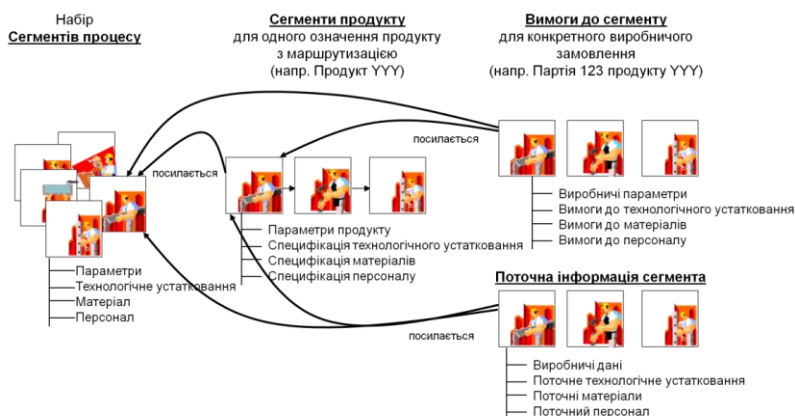 Набір
Сегментів процесу
Сегменти продукту
для одного означення продукту
з маршрутизацією
(напр. Продукт YYY)
Вимоги до сегменту
для конкретного виробничого
замовлення
(напр. Партія 123 продукту YYY)
посилається
посилається
Виробничі параметри
Вимоги до технологічного устатковання
Вимоги до матеріалів
Вимоги до персоналу
Параметри продукту
Специфікація технологічного устатковання
Специфікація матеріалів
Специфікація персоналу
Параметри
Технологічне устатковання
Матеріал
Персонал
Поточна інформація сегмента
посилається
Виробничі дані
Поточне технологічне устатковання
Поточні матеріали
Поточний персонал